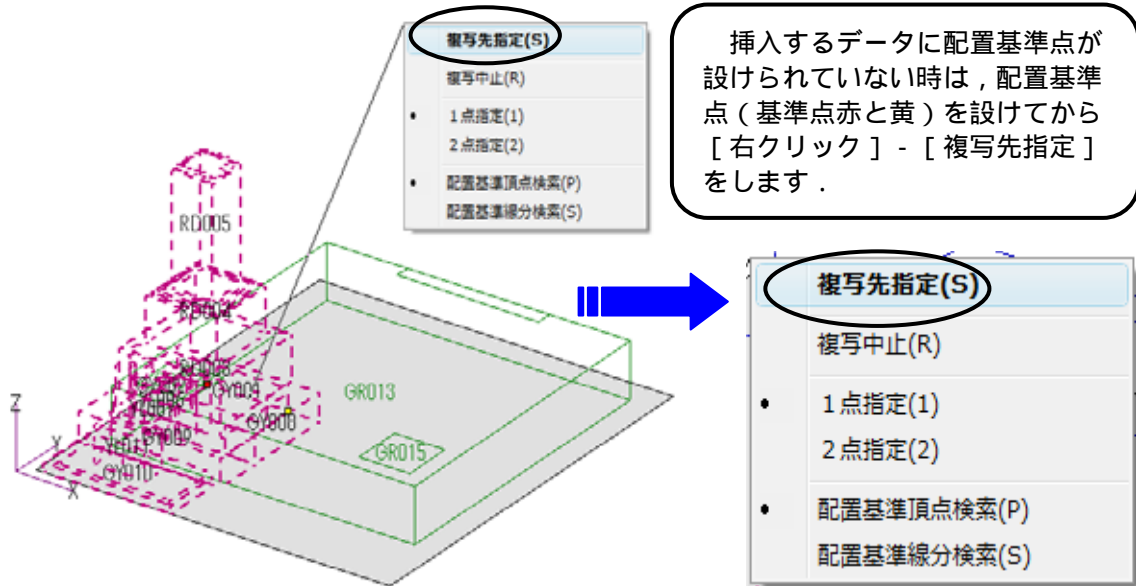 複写先指定(S)
複写中止(R)
1点指定(1)
2点指定(2)
配置基準頂点検索(P)
配置基準線分検索(S)
挿入するデータに配置基準点が
設けられていない時は，配置基準
点（基準点赤と黄）を設けてから
［右クリック］-［複写先指定］
をします．
RD005
RD004
GY009
GY000
GY009
GY010
GR013
GR015
Z
Y
X
複写先指定(S)
複写中止(R)
1点指定(1)
2点指定(2)
配置基準頂点検索(P)
配置基準線分検索(S)